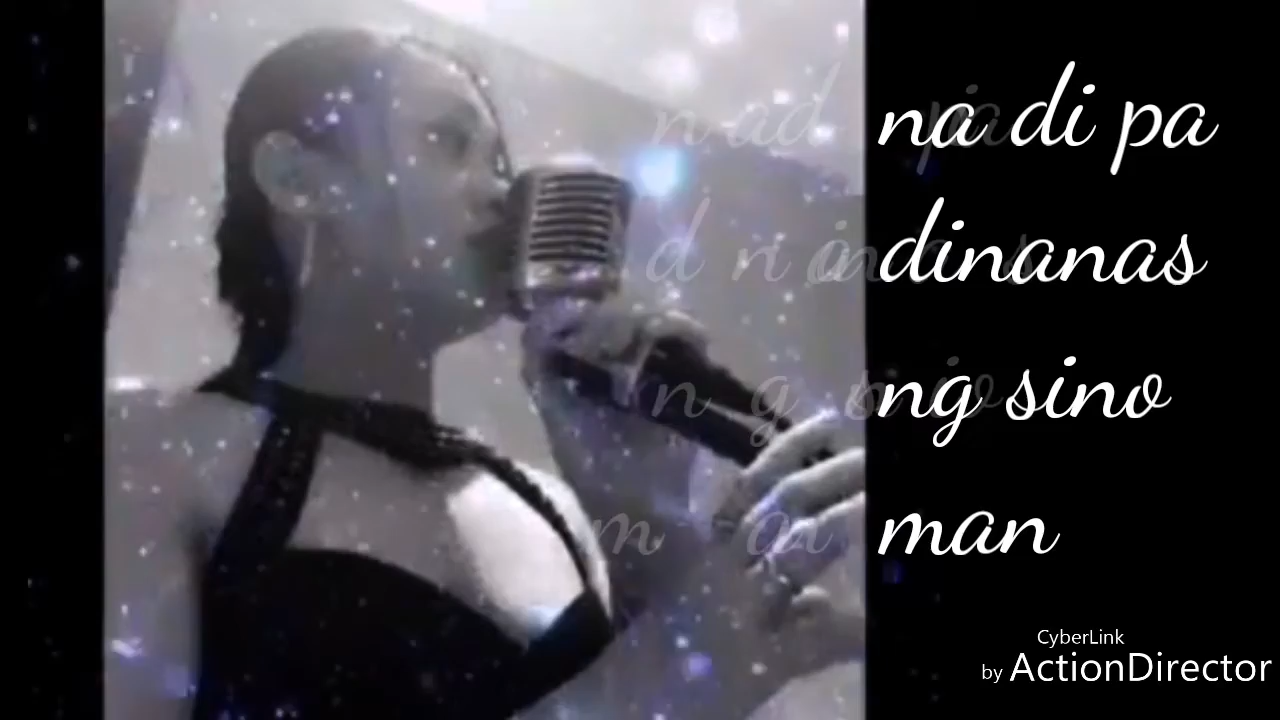 na di pa
dinanas
ng sino
man
CyberLink
by ActionDirector